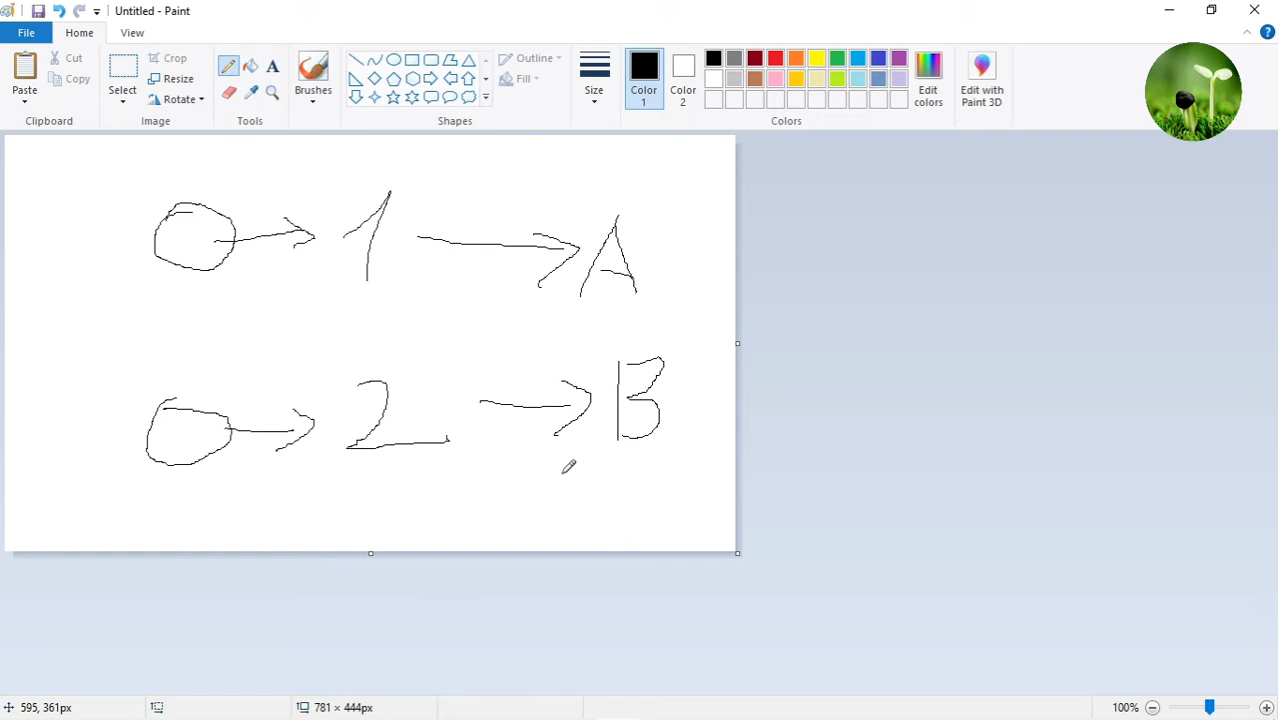 Untitled - Paint
File Home View
Paste
Cut
Copy
Clipboard
Select
Crop
Resize
Rotate
Image
A
Tools
Brushes
Outline
Fill
Shapes
Size
Color 1
Color 2
Edit colors
Colors
Edit with Paint 3D
1 A
2 B
595, 361px
781 × 444px
100%